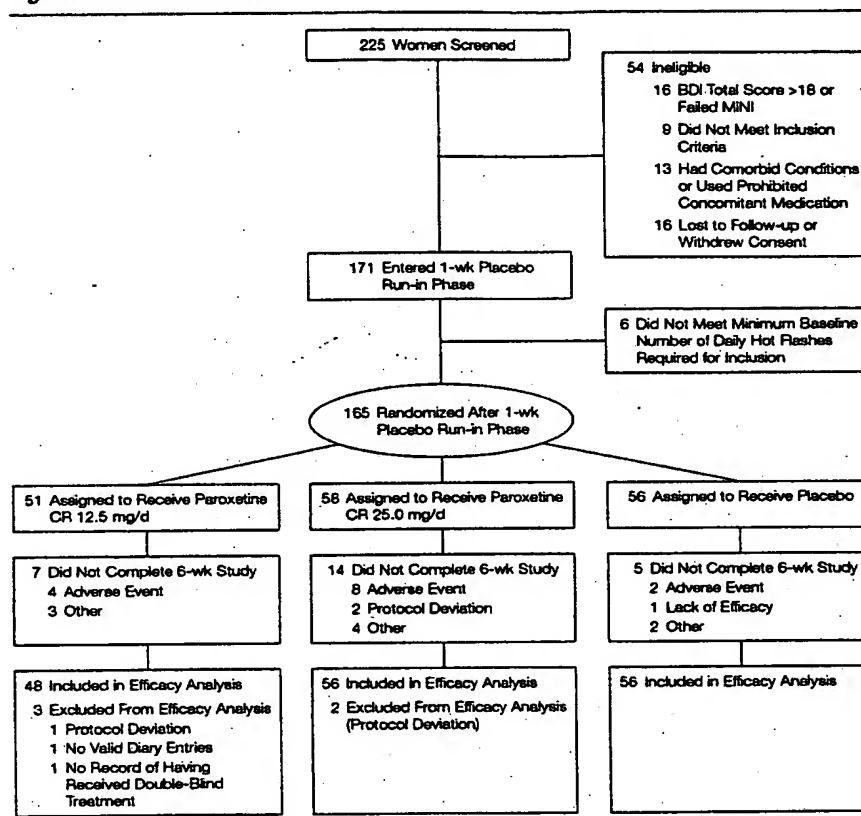 225 Women Screened
54 Ineligible
16 BDI Total Score >18 or
Failed MINI
9 Did Not Meet Inclusion
Criteria
13 Had Comorbid Conditions
or Used Prohibited
Concomitant Medication
16 Lost to Follow-up or
Withdrew Consent
171 Entered 1-wk Placebo
Run-in Phase
6 Did Not Meet Minimum Baseline
Number of Daily Hot Flashes
Required for Inclusion
165 Randomized After 1-wk
Placebo Run-in Phase
51 Assigned to Receive Paroxetine
CR 12.5 mg/d
58 Assigned to Receive Paroxetine
CR 25.0 mg/d
56 Assigned to Receive Placebo
7 Did Not Complete 6-wk Study
4 Adverse Event
3 Other
14 Did Not Complete 6-wk Study
8 Adverse Event
2 Protocol Deviation
4 Other
5 Did Not Complete 6-wk Study
2 Adverse Event
1 Lack of Efficacy
2 Other
48 Included in Efficacy Analysis
3 Excluded From Efficacy Analysis
1 Protocol Deviation
1 No Valid Diary Entries
1 No Record of Having
Received Double-Blind
Treatment
56 Included in Efficacy Analysis
2 Excluded From Efficacy Analysis
(Protocol Deviation)
56 Included in Efficacy Analysis